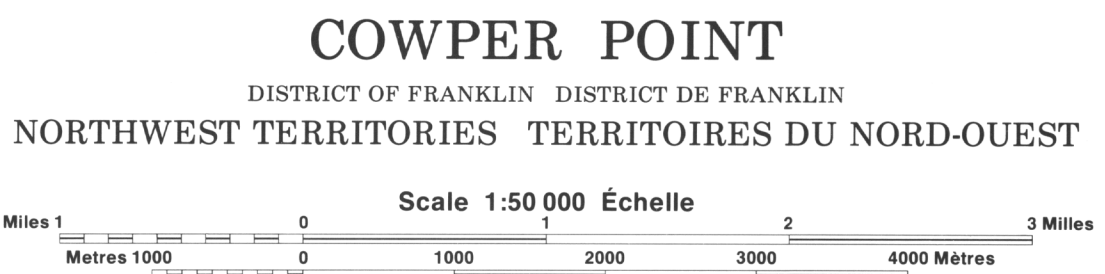 COWPER POINT
DISTRICT OF FRANKLIN DISTRICT DE FRANKLIN
NORTHWEST TERRITORIES TERRITOIRES DU NORD-OUEST
Scale 1:50 000 Échelle
Miles 1 0 1 2 3 Milles
Metres 1000 0 1000 2000 3000 4000 Mètres